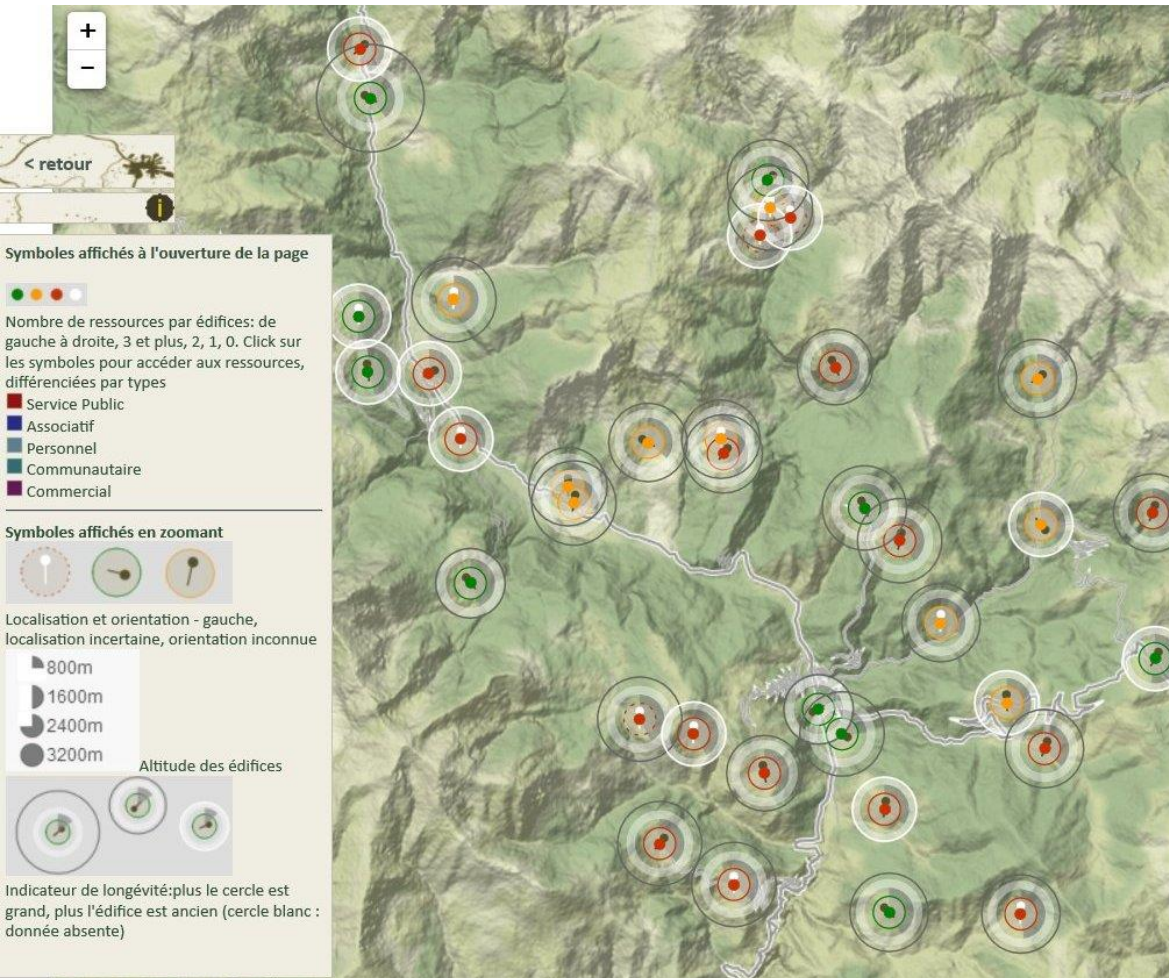 +
−
< retour
i
Symboles affichés à l'ouverture de la page
Nombre de ressources par édifices: de
gauche à droite, 3 et plus, 2, 1, 0. Click sur
les symboles pour accéder aux ressources,
différenciées par types
Service Public
Associatif
Personnel
Communautaire
Commercial
Symboles affichés en zoomant
Localisation et orientation - gauche,
localisation incertaine, orientation inconnue
800m
1600m
2400m
3200m
Altitude des édifices
Indicateur de longévité:plus le cercle est
grand, plus l'édifice est ancien (cercle blanc :
donnée absente)